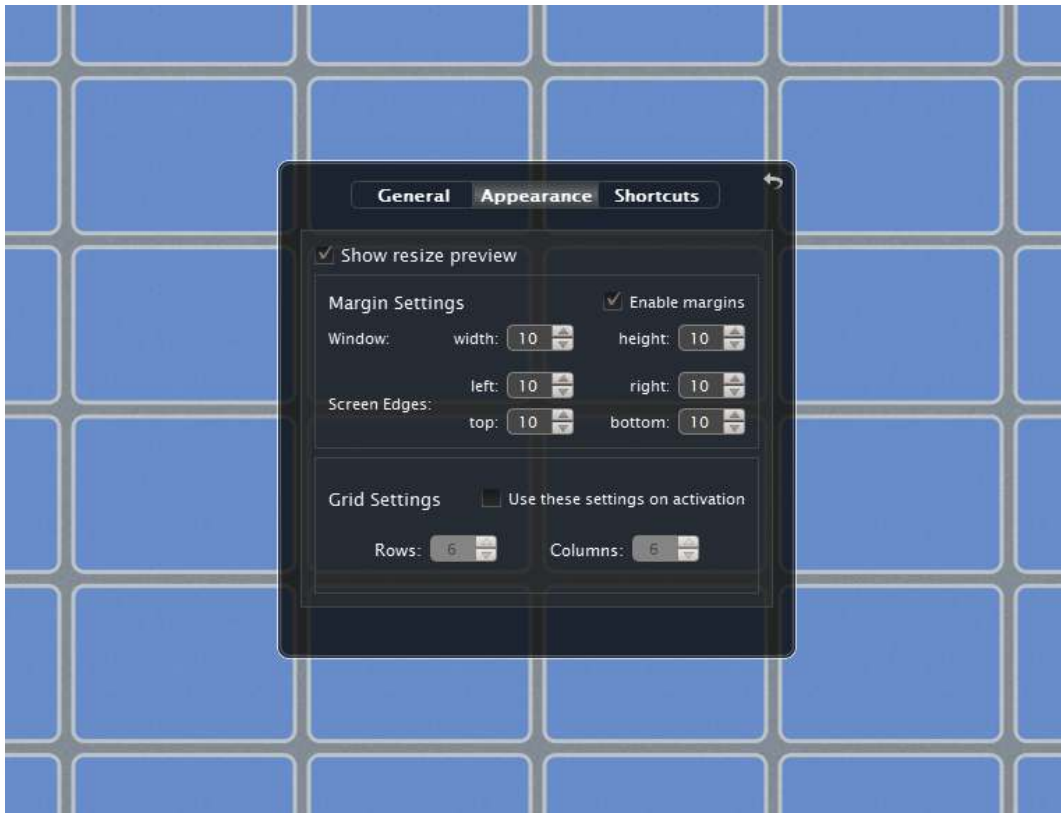 General Appearance Shortcuts
Show resize preview
Margin Settings Enable margins
Window: width: 10 height: 10
left: 10 right: 10
Screen Edges:
top: 10 bottom: 10
Grid Settings Use these settings on activation
Rows: 6 Columns: 6